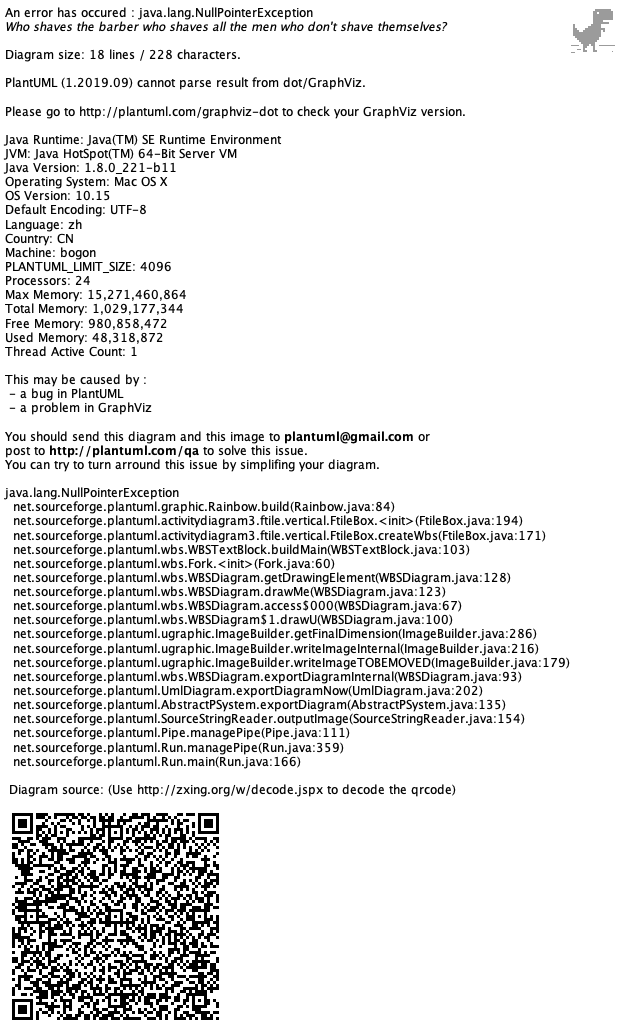 An error has occured : java.lang.NullPointerException
Who shaves the barber who shaves all the men who don't shave themselves?
Diagram size: 18 lines / 228 characters.
PlantUML (1.2019.09) cannot parse result from dot/GraphViz.
Please go to http://plantuml.com/graphviz-dot to check your GraphViz version.
Java Runtime: Java(TM) SE Runtime Environment
JVM: Java HotSpot(TM) 64-Bit Server VM
Java Version: 1.8.0_221-b11
Operating System: Mac OS X
OS Version: 10.15
Default Encoding: UTF-8
Language: zh
Country: CN
Machine: bogon
PLANTUML_LIMIT_SIZE: 4096
Processors: 24
Max Memory: 15,271,460,864
Total Memory: 1,029,177,344
Free Memory: 980,858,472
Used Memory: 48,318,872
Thread Active Count: 1
This may be caused by :
- a bug in PlantUML
- a problem in GraphViz
You should send this diagram and this image to plantuml@gmail.com or
post to http://plantuml.com/qa to solve this issue.
You can try to turn arround this issue by simplifing your diagram.
java.lang.NullPointerException
net.sourceforge.plantuml.graphic.Rainbow.build(Rainbow.java:84)
net.sourceforge.plantuml.activitydiagram3.ftile.vertical.FtileBox.<init>(FtileBox.java:194)
net.sourceforge.plantuml.activitydiagram3.ftile.vertical.FtileBox.createWbs(FtileBox.java:171)
net.sourceforge.plantuml.wbs.WBSTextBlock.buildMain(WBSTextBlock.java:103)
net.sourceforge.plantuml.wbs.Fork.<init>(Fork.java:60)
net.sourceforge.plantuml.wbs.WBSDiagram.getDrawingElement(WBSDiagram.java:128)
net.sourceforge.plantuml.wbs.WBSDiagram.drawMe(WBSDiagram.java:123)
net.sourceforge.plantuml.wbs.WBSDiagram.access$000(WBSDiagram.java:67)
net.sourceforge.plantuml.wbs.WBSDiagram$1.drawU(WBSDiagram.java:100)
net.sourceforge.plantuml.ugraphic.ImageBuilder.getFinalDimension(ImageBuilder.java:286)
net.sourceforge.plantuml.ugraphic.ImageBuilder.writeImageInternal(ImageBuilder.java:216)
net.sourceforge.plantuml.ugraphic.ImageBuilder.writeImageTOBEMOVED(ImageBuilder.java:179)
net.sourceforge.plantuml.wbs.WBSDiagram.exportDiagramInternal(WBSDiagram.java:93)
net.sourceforge.plantuml.UmlDiagram.exportDiagramNow(UmlDiagram.java:202)
net.sourceforge.plantuml.AbstractPSystem.exportDiagram(AbstractPSystem.java:135)
net.sourceforge.plantuml.SourceStringReader.outputImage(SourceStringReader.java:154)
net.sourceforge.plantuml.Pipe.managePipe(Pipe.java:111)
net.sourceforge.plantuml.Run.managePipe(Run.java:359)
net.sourceforge.plantuml.Run.main(Run.java:166)
Diagram source: (Use http://zxing.org/w/decode.jspx to decode the qrcode)